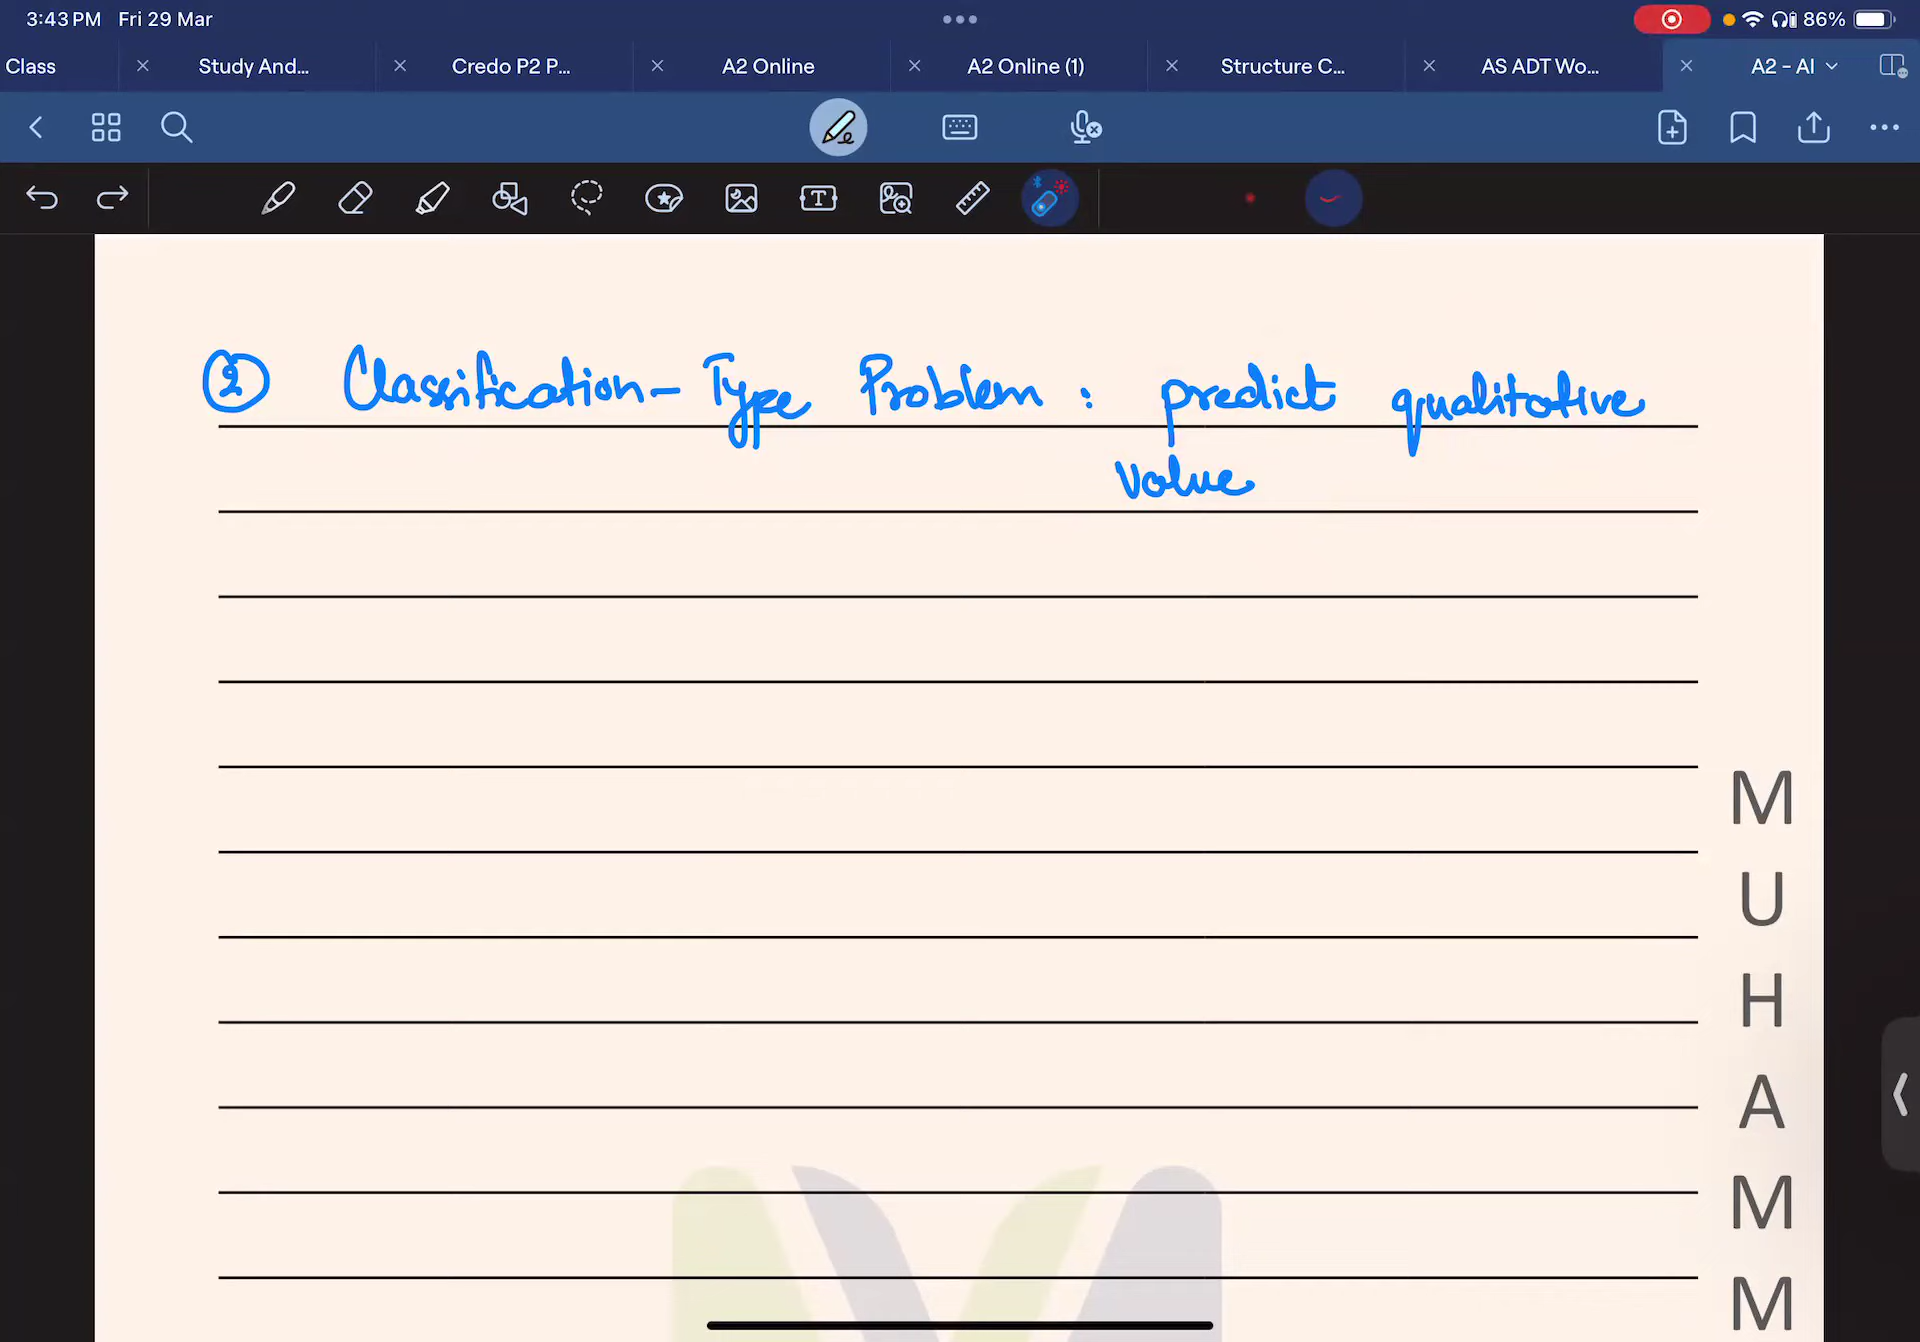 3:43 PM Fri 29 Mar
86%
Class
Study And...
Credo P2 P...
A2 Online
A2 Online (1)
Structure C...
AS ADT Wo...
A2 - AI
② Classification-Type Problem : predict qualitative
value
M
U
H
A
M
M